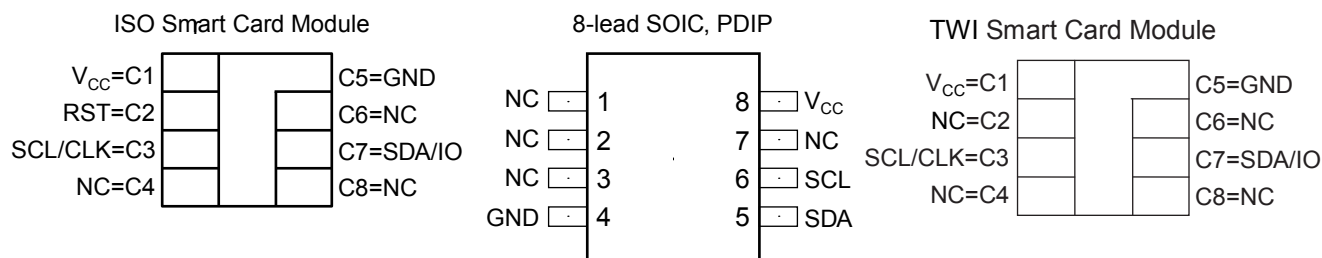 ISO Smart Card Module
V_CC=C1
C5=GND
RST=C2
C6=NC
SCL/CLK=C3
C7=SDA/IO
NC=C4
C8=NC
8-lead SOIC, PDIP
NC 1
8 V_CC
NC 2
7 NC
NC 3
6 SCL
GND 4
5 SDA
TWI Smart Card Module
V_CC=C1
C5=GND
NC=C2
C6=NC
SCL/CLK=C3
C7=SDA/IO
NC=C4
C8=NC